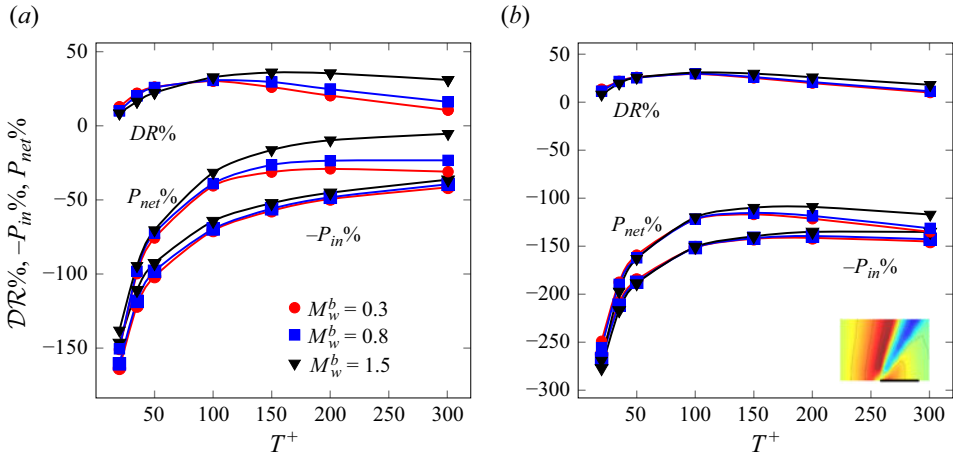 (a)
(b)
𝒟ℛ%, –P_in%, P_net%
50
0
−50
−100
−150
DR%
P_net%
–P_in%
M_w^b = 0.3
M_w^b = 0.8
M_w^b = 1.5
50 100 150 200 250 300
T^+
50
0
−50
−100
−150
−200
−250
−300
DR%
P_net%
–P_in%
50 100 150 200 250 300
T^+